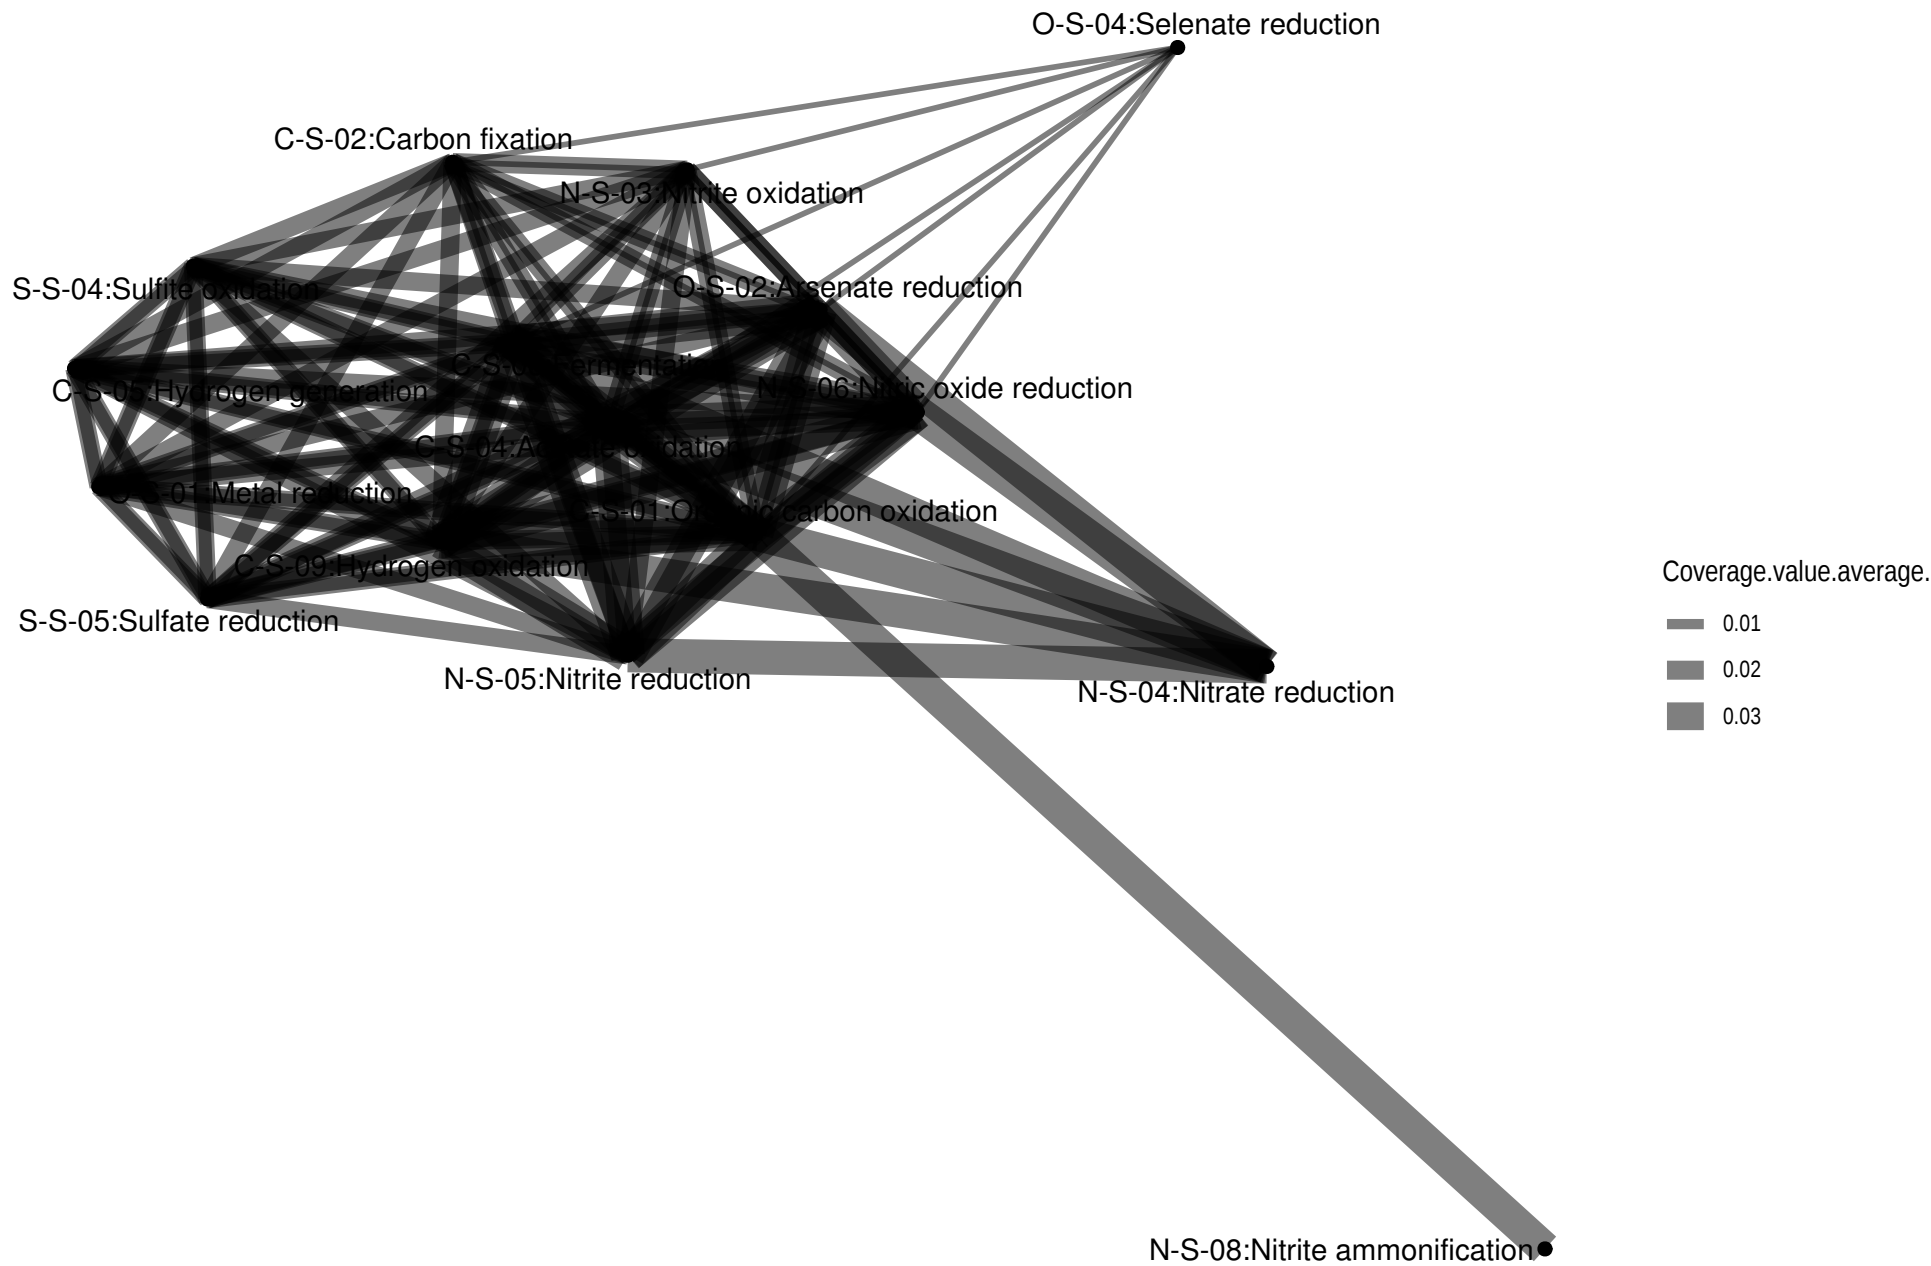 O-S-04:Selenate reduction
C-S-02:Carbon fixation
N-S-03:Nitrite oxidation
S-S-04:Sulfite oxidation
O-S-02:Arsenate reduction
Fermentation
C-S-05:Hydrogen generation
N-S-06:Nitric oxide reduction
C-S-04:Acetate oxidation
O-S-01:Metal reduction
C-S-01:Organic carbon oxidation
C-S-09:Hydrogen oxidation
S-S-05:Sulfate reduction
N-S-05:Nitrite reduction
N-S-04:Nitrate reduction
N-S-08:Nitrite ammonification
Coverage.value.average.
0.01
0.02
0.03